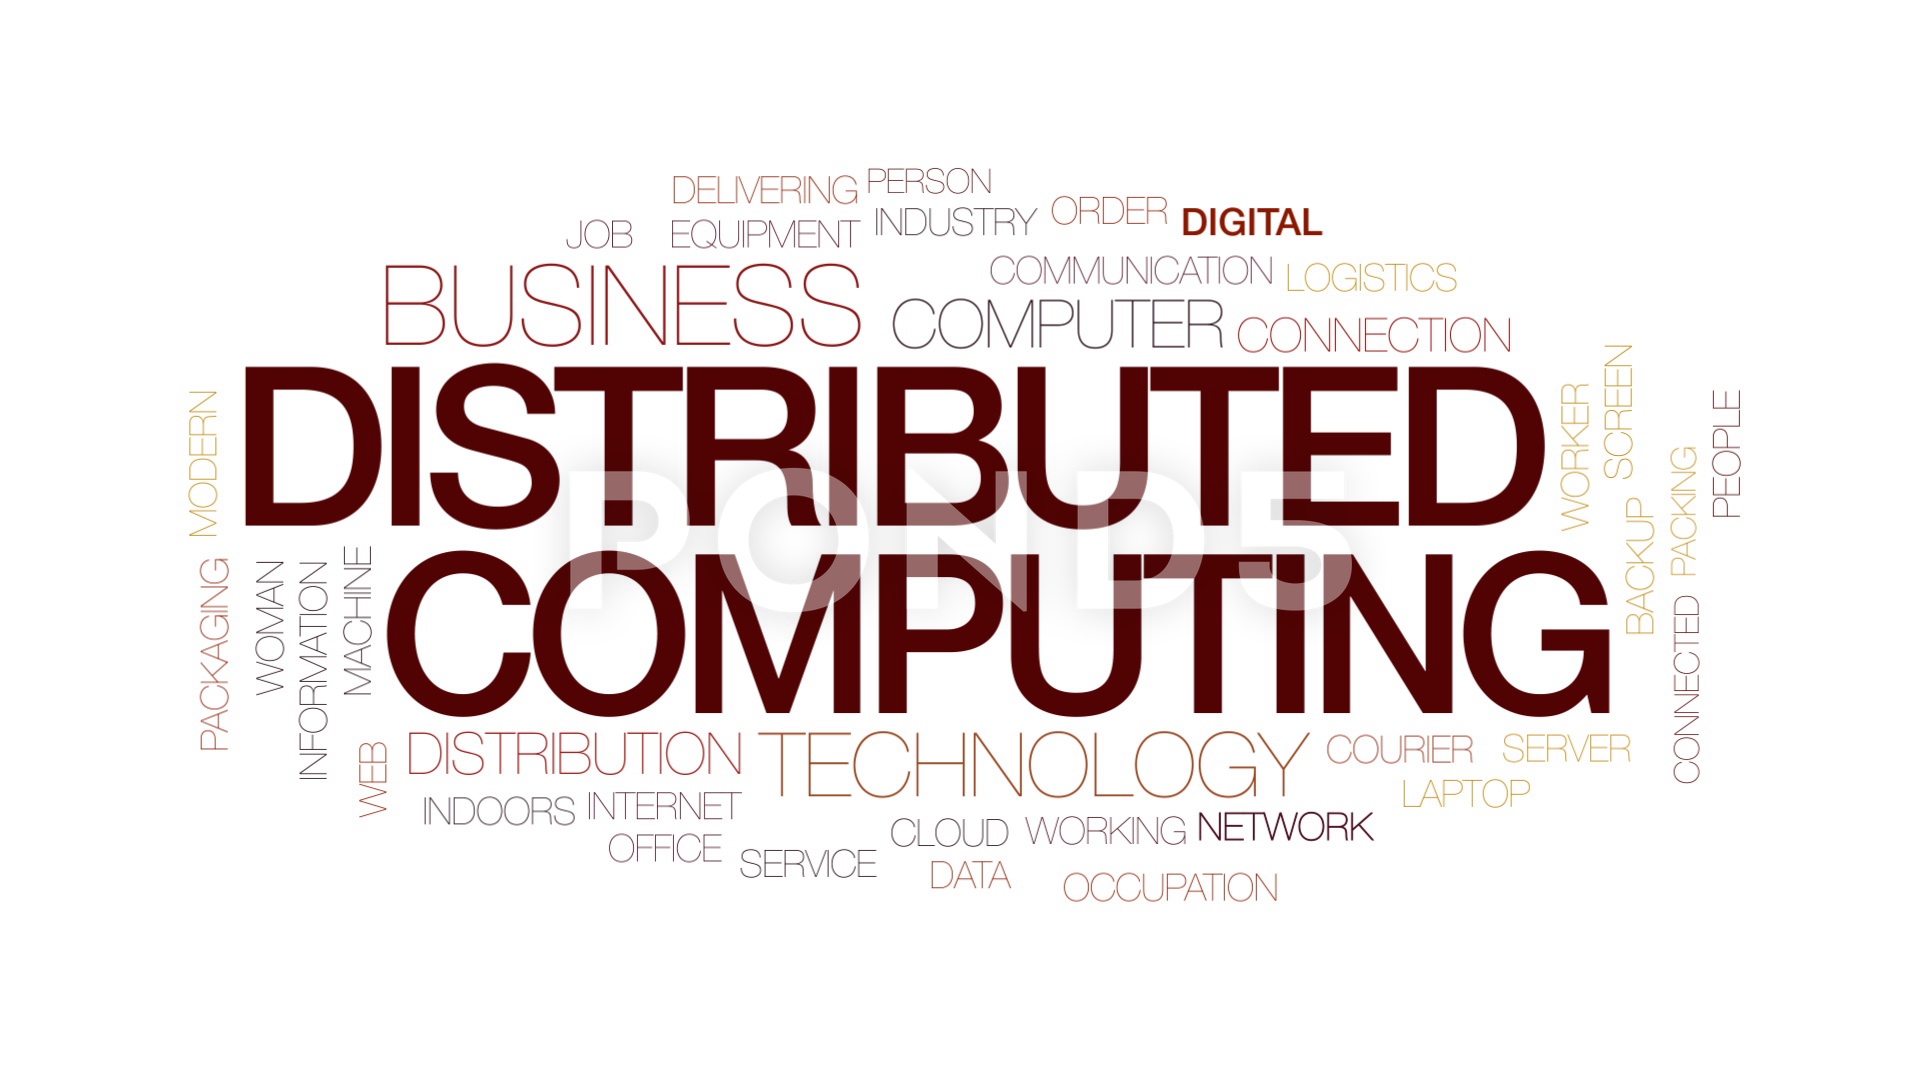 DELIVERING PERSON
JOB EQUIPMENT INDUSTRY ORDER DIGITAL
COMMUNICATION LOGISTICS
BUSINESS COMPUTER CONNECTION
DISTRIBUTED
COMPUTING
MODERN
PACKAGING
WOMAN
INFORMATION
MACHINE
WEB
WORKER
SCREEN
BACKUP
PACKING
CONNECTED
PEOPLE
POND5
DISTRIBUTION TECHNOLOGY COURIER SERVER
INDOORS INTERNET LAPTOP
OFFICE SERVICE CLOUD WORKING NETWORK
DATA OCCUPATION